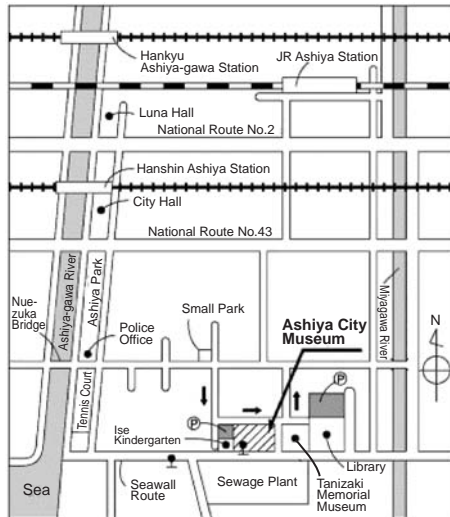 Hankyu
Ashiya-gawa Station
JR Ashiya Station
Luna Hall
National Route No.2
Hanshin Ashiya Station
City Hall
National Route No.43
Ashiya-gawa River
Ashiya Park
Miyagawa River
Nue-
zuka
Bridge
Police
Office
Small Park
Ashiya City
Museum
N
Tennis Court
P
P
Ise
Kindergarten
Sea
Seawall
Route
Sewage Plant
Tanizaki
Memorial
Museum
Library